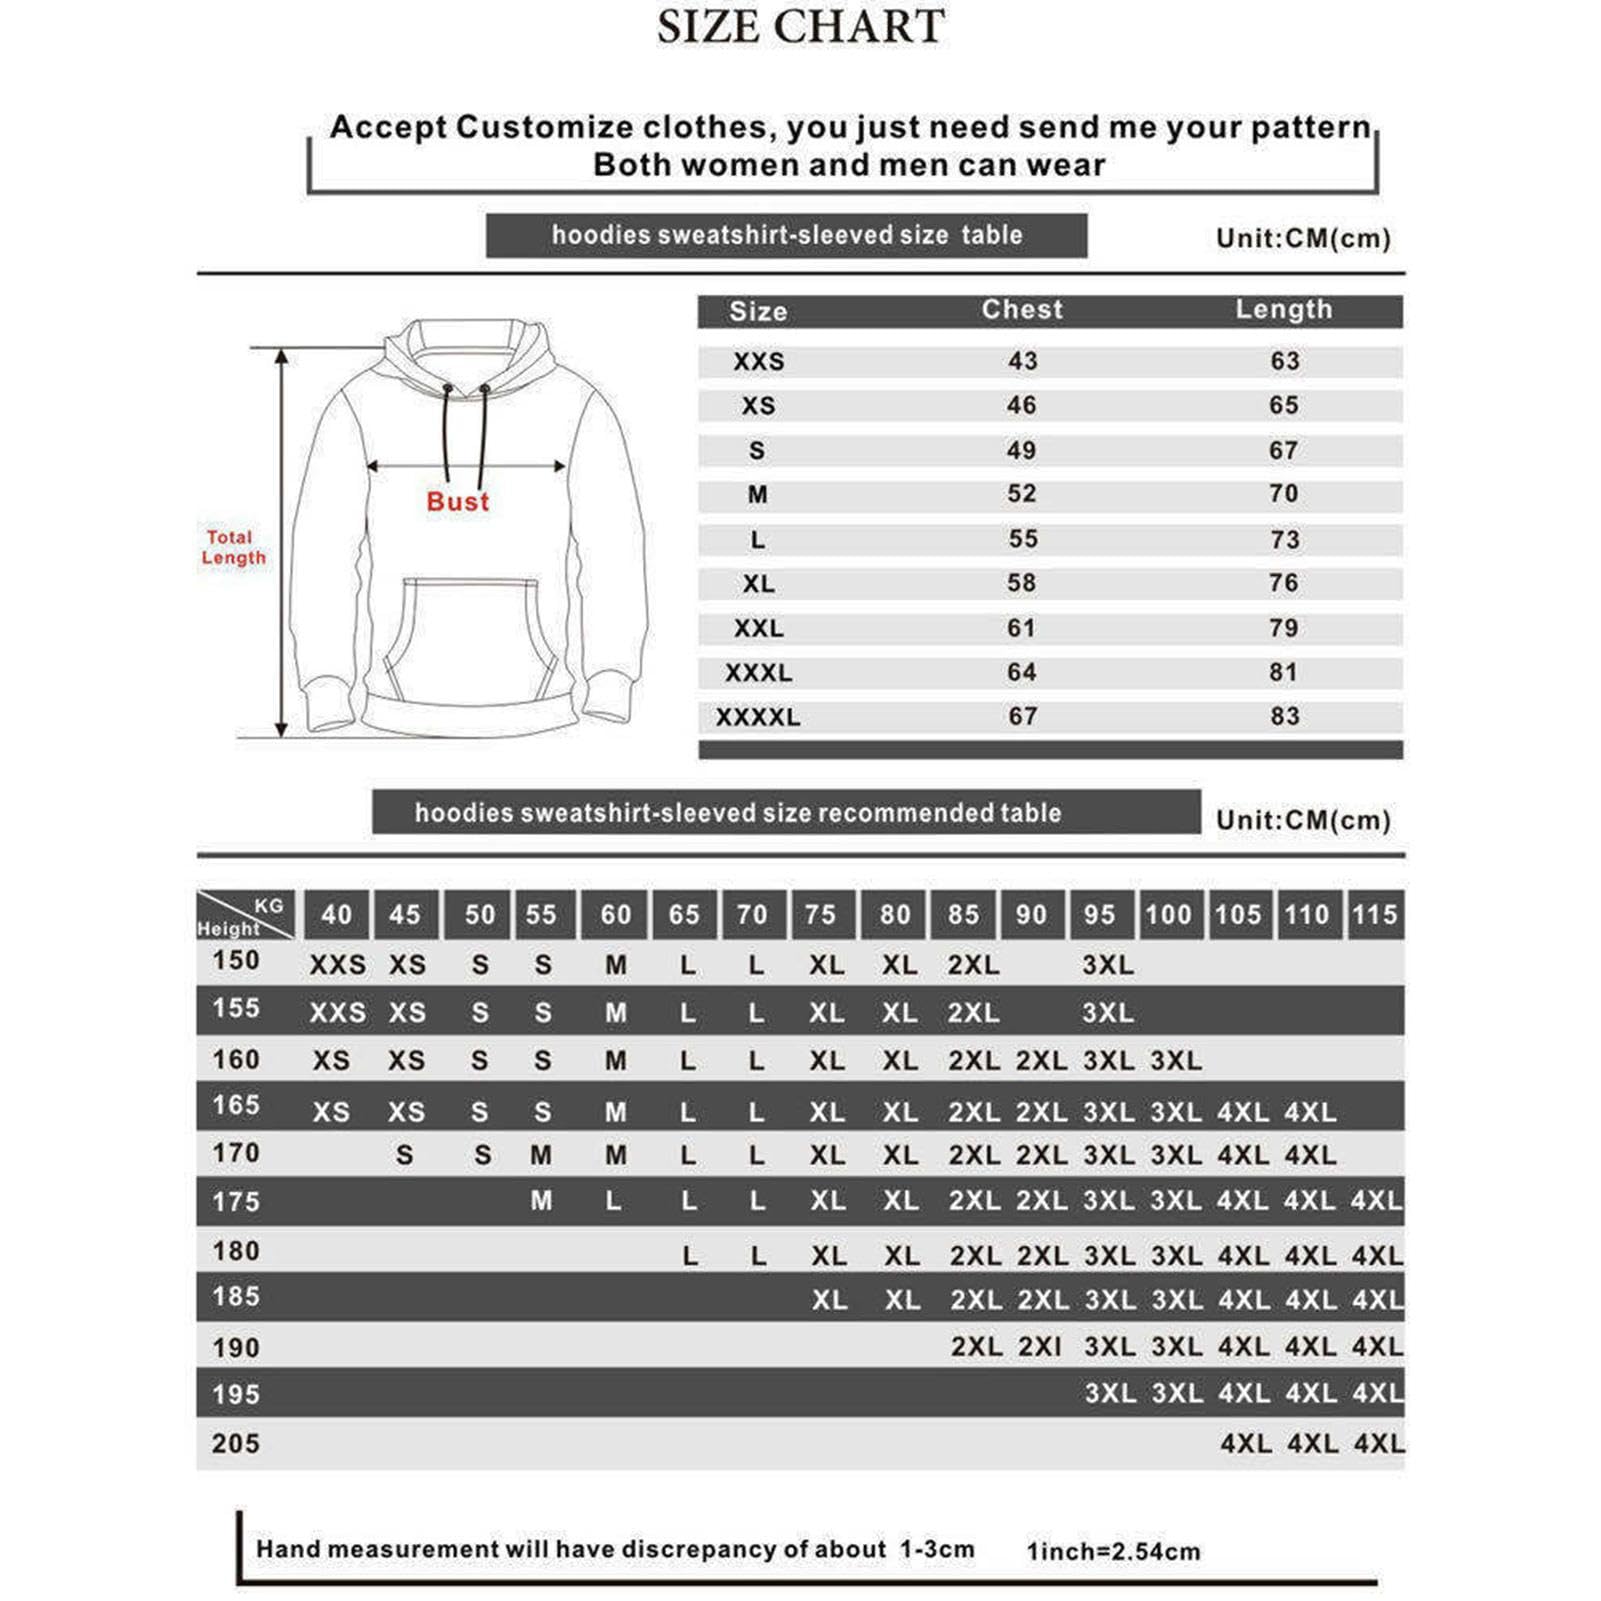 SIZE CHART
Accept Customize clothes, you just need send me your pattern,
Both women and men can wear
hoodies sweatshirt-sleeved size table
Unit:CM(cm)
Size Chest Length
XXS 43 63
XS 46 65
S 49 67
M 52 70
L 55 73
XL 58 76
XXL 61 79
XXXL 64 81
XXXXL 67 83
Bust
Total
Length
hoodies sweatshirt-sleeved size recommended table
Unit:CM(cm)
KG
Height
40 45 50 55 60 65 70 75 80 85 90 95 100 105 110 115
150 XXS XS S S M L L XL XL 2XL 3XL
155 XXS XS S S M L L XL XL 2XL 3XL
160 XS XS S S M L L XL XL 2XL 2XL 3XL 3XL
165 XS XS S S M L L XL XL 2XL 2XL 3XL 3XL 4XL 4XL
170 S S M M L L XL XL 2XL 2XL 3XL 3XL 4XL 4XL
175 M L L L XL XL 2XL 2XL 3XL 3XL 4XL 4XL 4XL
180 L L XL XL 2XL 2XL 3XL 3XL 4XL 4XL 4XL
185 XL XL 2XL 2XL 3XL 3XL 4XL 4XL 4XL
190 2XL 2XI 3XL 3XL 4XL 4XL 4XL
195 3XL 3XL 4XL 4XL 4XL
205 4XL 4XL 4XL
Hand measurement will have discrepancy of about 1-3cm 1inch=2.54cm